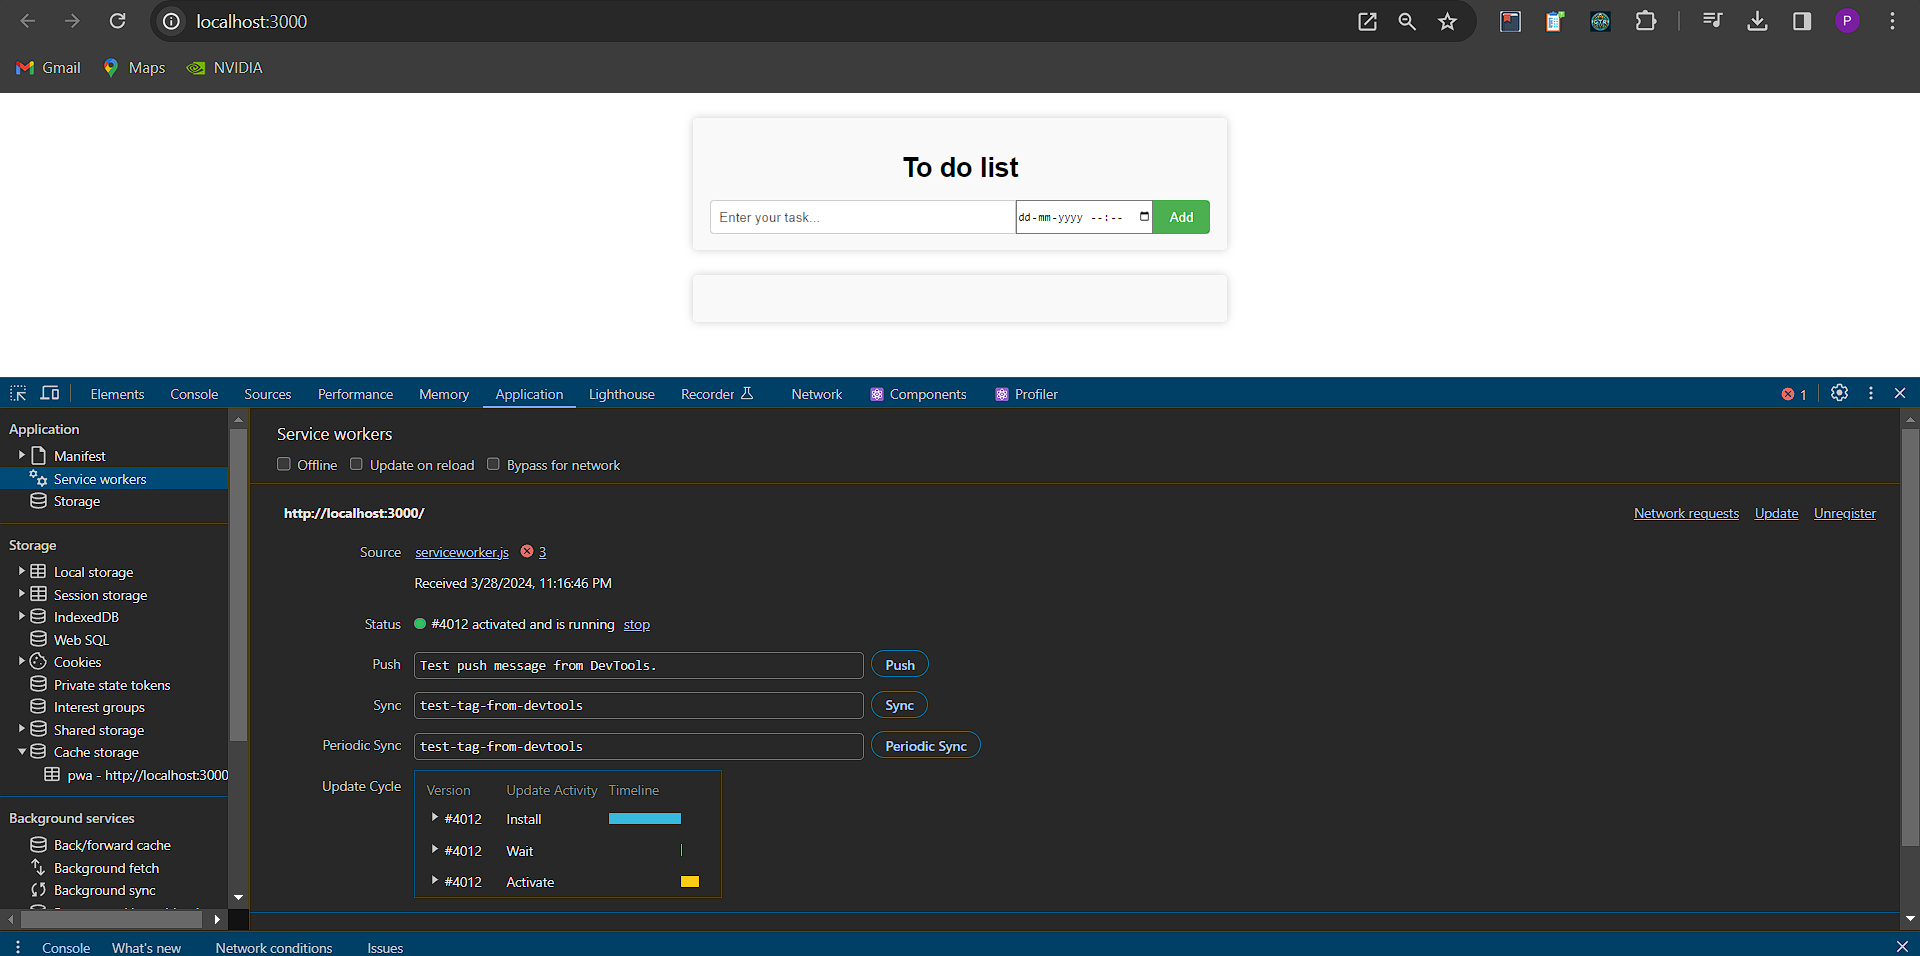 localhost:3000
P
Gmail Maps NVIDIA
To do list
Enter your task... dd-mm-yyyy --:-- Add
Elements Console Sources Performance Memory Application Lighthouse Recorder Network Components Profiler 1
Application
Manifest
Service workers
Storage
Storage
Local storage
Session storage
IndexedDB
Web SQL
Cookies
Private state tokens
Interest groups
Shared storage
Cache storage
pwa - http://localhost:3000
Background services
Back/forward cache
Background fetch
Background sync
Service workers
Offline Update on reload Bypass for network
http://localhost:3000/ Network requests Update Unregister
Source serviceworker.js 3
Received 3/28/2024, 11:16:46 PM
Status #4012 activated and is running stop
Push Test push message from DevTools. Push
Sync test-tag-from-devtools Sync
Periodic Sync test-tag-from-devtools Periodic Sync
Update Cycle Version Update Activity Timeline
#4012 Install
#4012 Wait
#4012 Activate
Console What's new Network conditions Issues